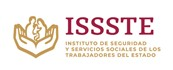 ISSSTE
INSTITUTO DE SEGURIDAD
Y SERVICIOS SOCIALES DE LOS
TRABAJADORES DEL ESTADO